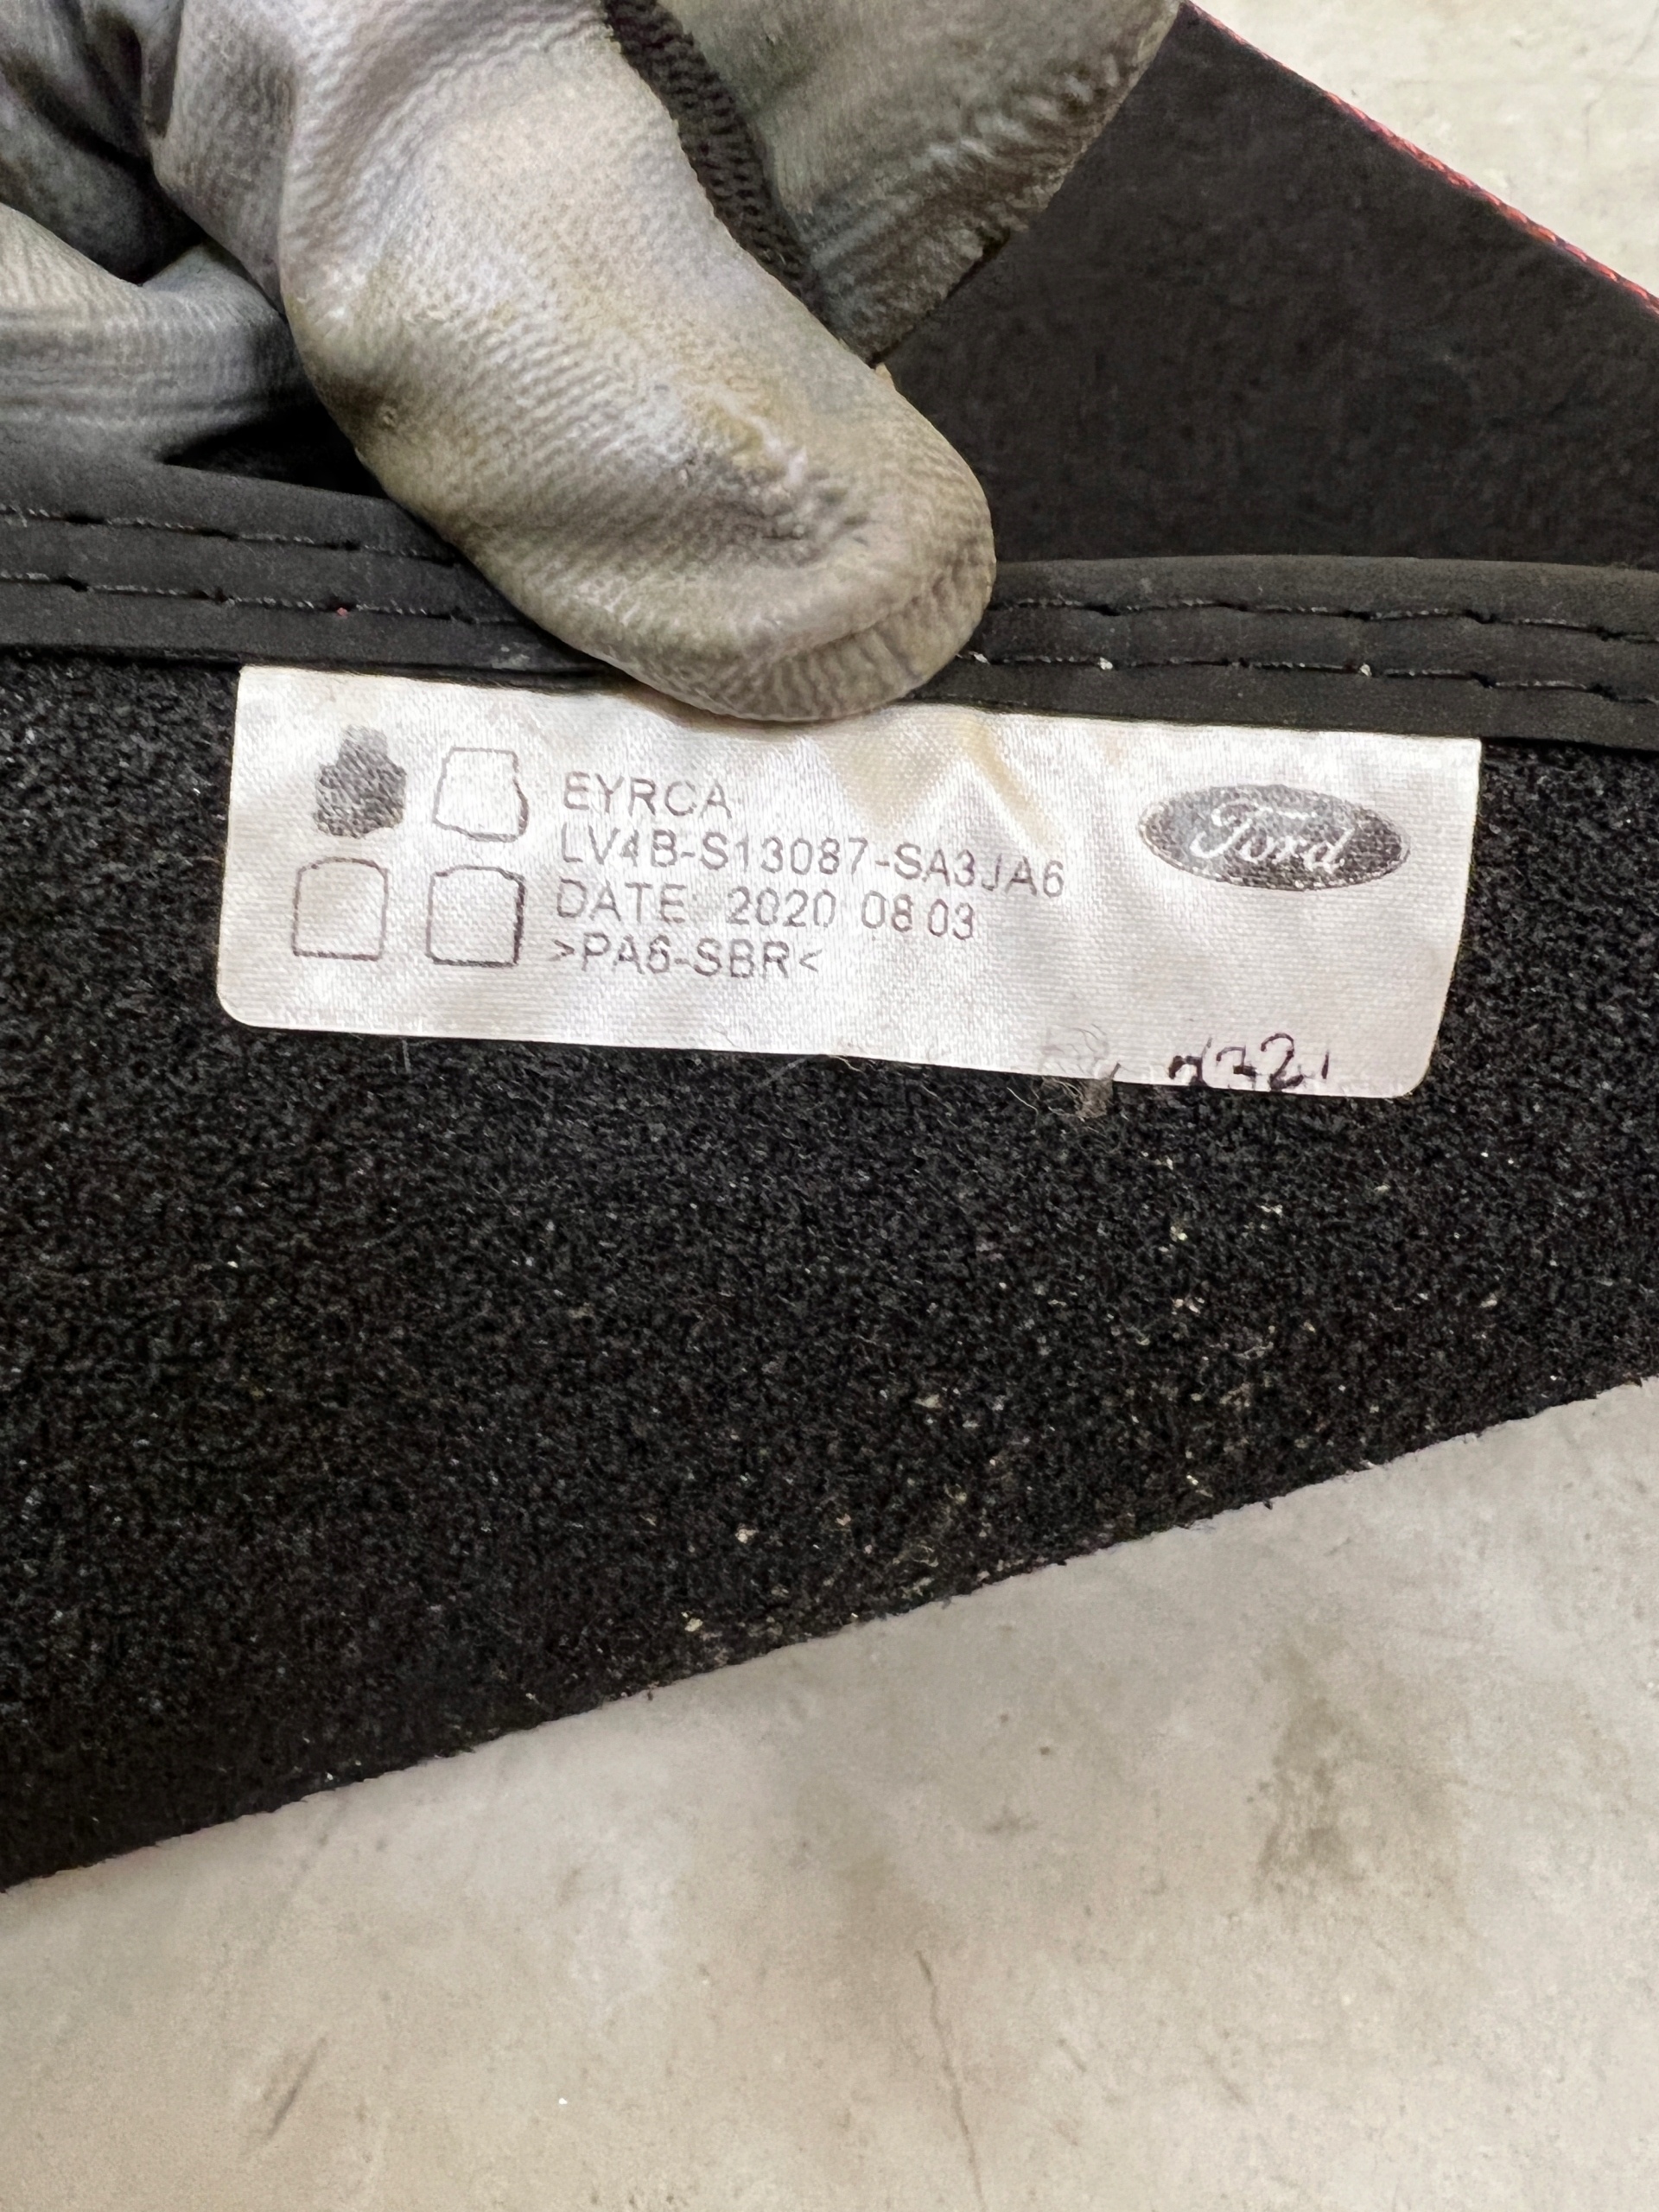 EYRCA
LV4B-S13087-SA3JA6
Ford
DATE: 2020 08 03
>PA6-SBR<